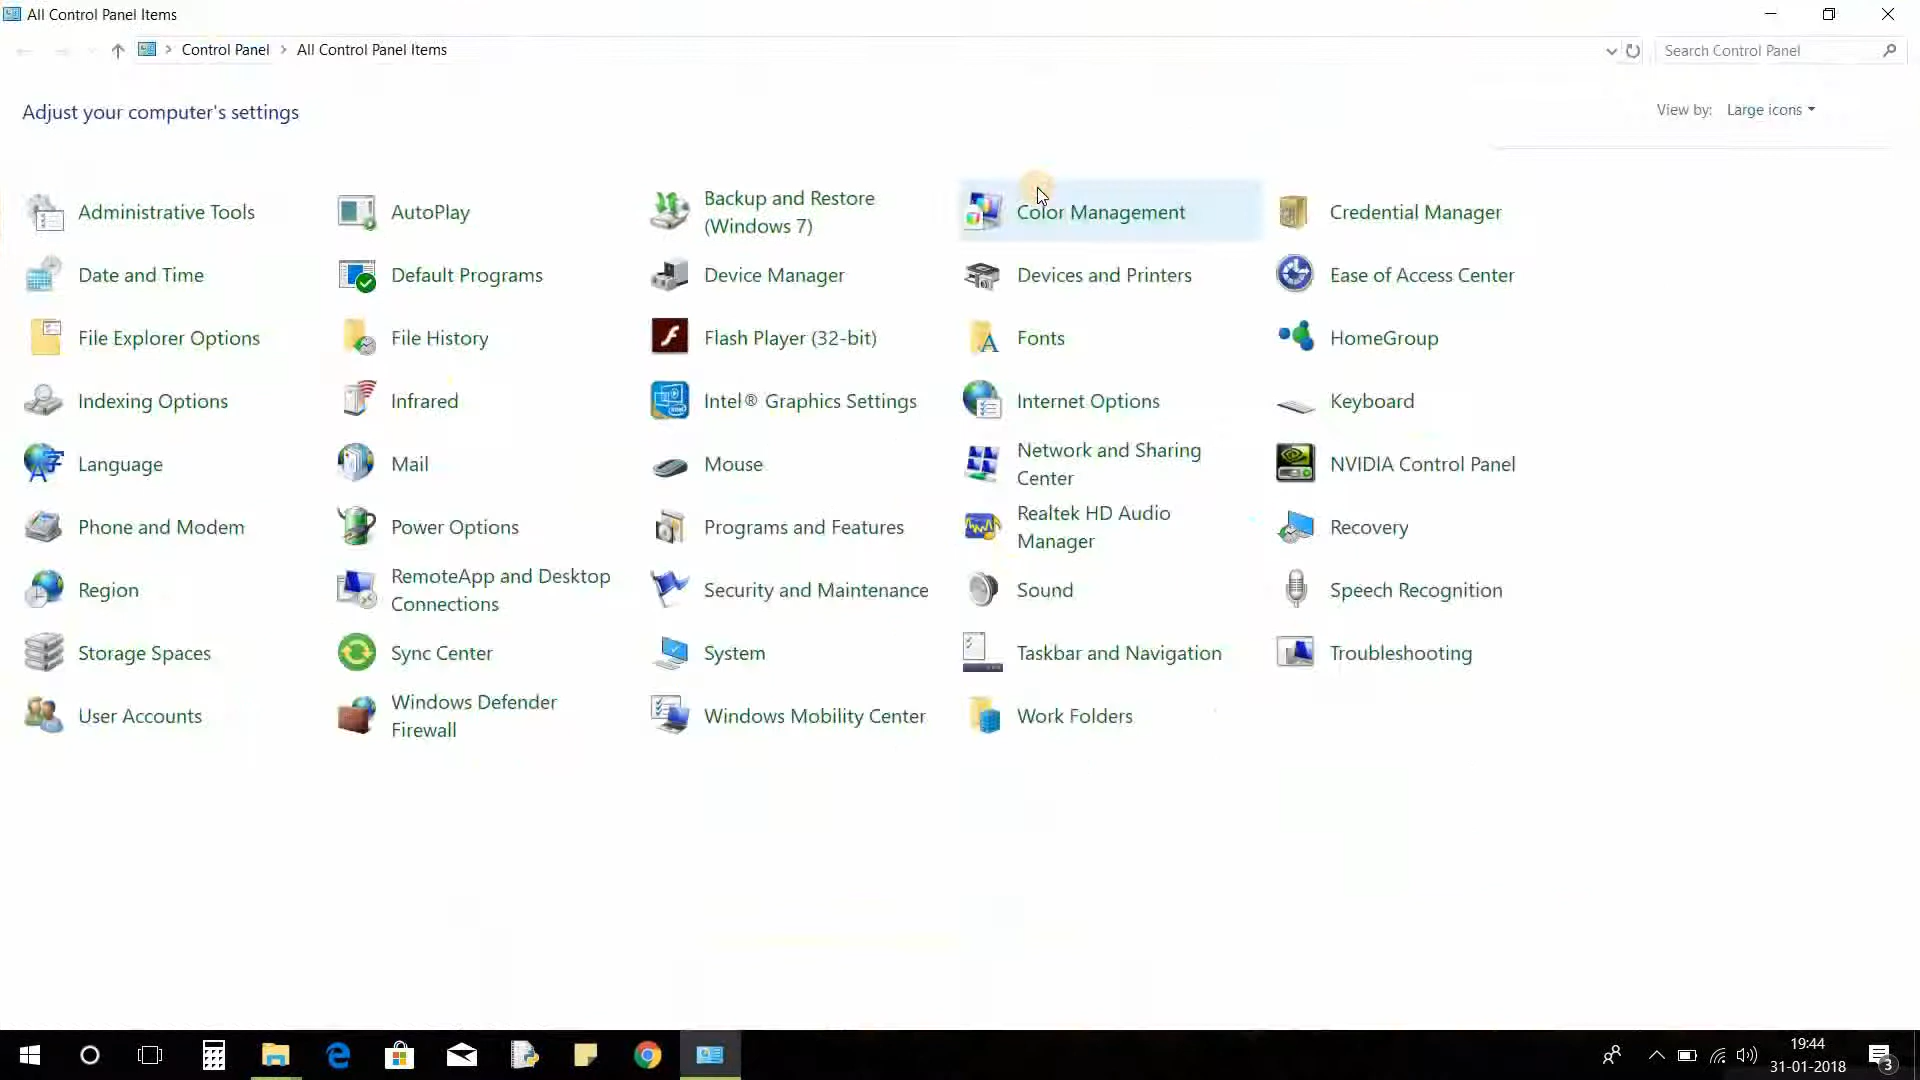 All Control Panel Items
Control Panel > All Control Panel Items
Search Control Panel
Adjust your computer's settings
View by: Large icons
Administrative Tools
AutoPlay
Backup and Restore
(Windows 7)
Color Management
Credential Manager
Date and Time
Default Programs
Device Manager
Devices and Printers
Ease of Access Center
File Explorer Options
File History
Flash Player (32-bit)
Fonts
HomeGroup
Indexing Options
Infrared
Intel® Graphics Settings
Internet Options
Keyboard
Language
Mail
Mouse
Network and Sharing
Center
NVIDIA Control Panel
Phone and Modem
Power Options
Programs and Features
Realtek HD Audio
Manager
Recovery
Region
RemoteApp and Desktop
Connections
Security and Maintenance
Sound
Speech Recognition
Storage Spaces
Sync Center
System
Taskbar and Navigation
Troubleshooting
User Accounts
Windows Defender
Firewall
Windows Mobility Center
Work Folders
19:44
31-01-2018
3